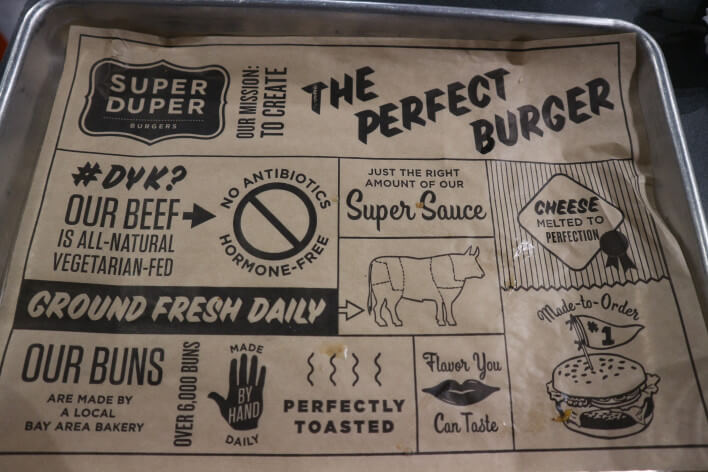 SUPER
DUPER
BURGERS
OUR MISSION:
TO CREATE
THE
PERFECT
BURGER
#DYK?
OUR BEEF
IS ALL-NATURAL
VEGETARIAN-FED
NO ANTIBIOTICS
HORMONE-FREE
JUST THE RIGHT
AMOUNT OF OUR
Super Sauce
CHEESE
MELTED TO
PERFECTION
GROUND FRESH DAILY
Made-to-Order
#1
OUR BUNS
ARE MADE BY
A LOCAL
BAY AREA BAKERY
OVER 6,000 BUNS
MADE
BY
HAND
DAILY
PERFECTLY
TOASTED
Flavor You
Can Taste